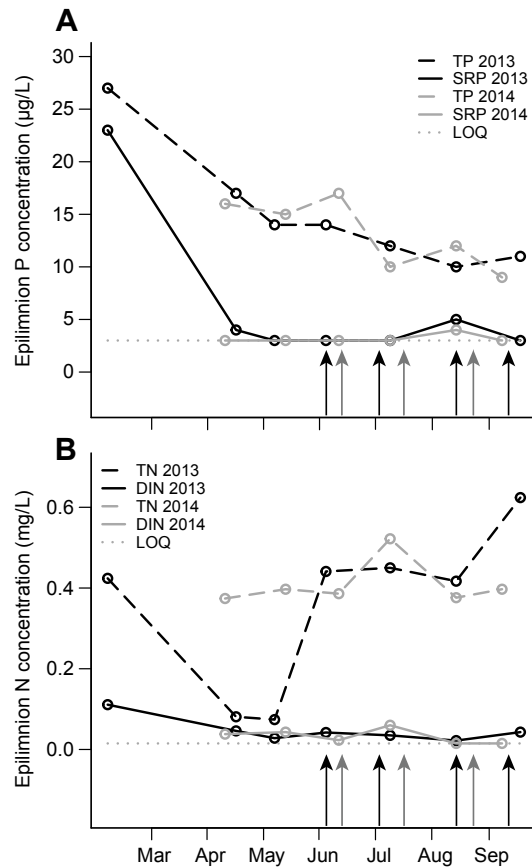 A
Epilimnion P concentration (µg/L)
30
25
20
15
10
5
0
TP 2013
SRP 2013
TP 2014
SRP 2014
LOQ
B
Epilimnion N concentration (mg/L)
0.6
0.4
0.2
0.0
TN 2013
DIN 2013
TN 2014
DIN 2014
LOQ
Mar Apr May Jun Jul Aug Sep